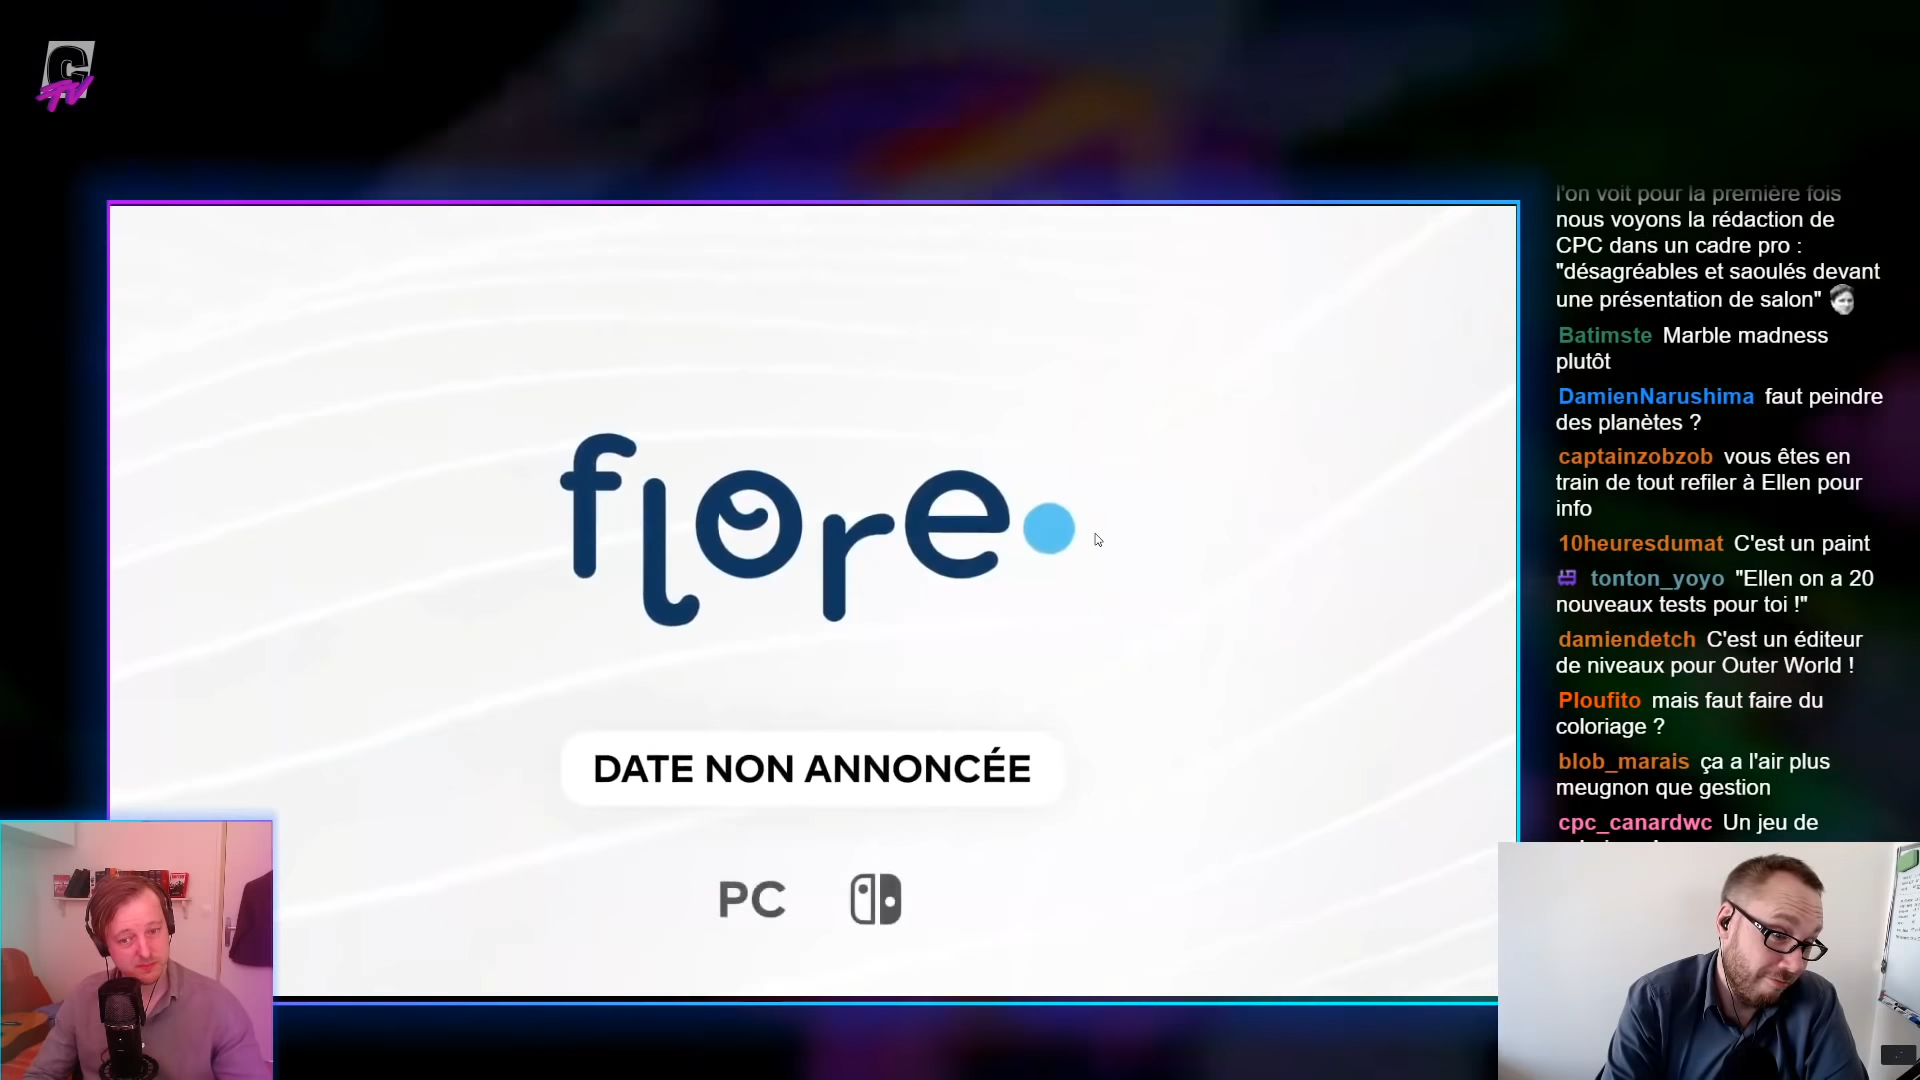 C
TV
flore
DATE NON ANNONCÉE
PC
l'on voit pour la première fois
nous voyons la rédaction de
CPC dans un cadre pro :
"désagréables et saoulés devant
une présentation de salon"
Batimste Marble madness
plutôt
DamienNarushima faut peindre
des planètes ?
captainzobzob vous êtes en
train de tout refiler à Ellen pour
info
10heuresdumat C'est un paint
tonton_yoyo "Ellen on a 20
nouveaux tests pour toi !"
damiendetch C'est un éditeur
de niveaux pour Outer World !
Ploufito mais faut faire du
coloriage ?
blob_marais ça a l'air plus
meugnon que gestion
cpc_canardwc Un jeu de